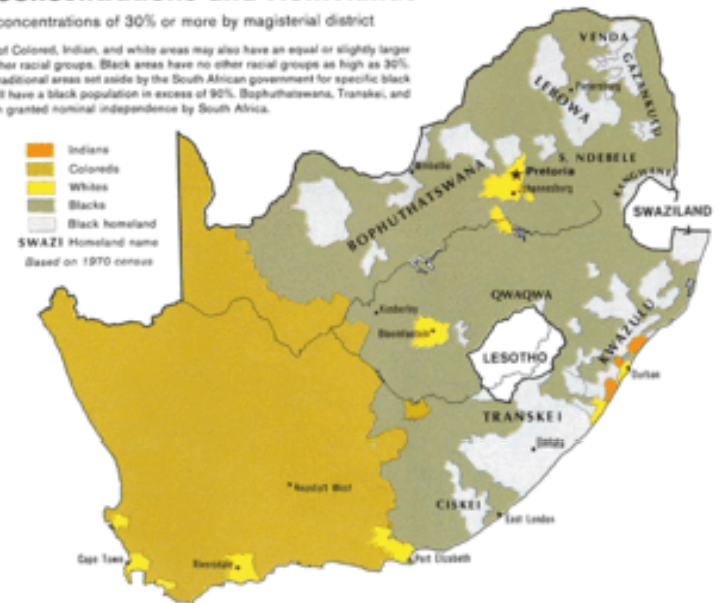 concentrations of 30% or more by magisterial district
of Colored, Indian, and white areas may also have an equal or slightly larger
her racial groups. Black areas have no other racial groups as high as 30%.
raditional areas set aside by the South African government for specific black
ll have a black population in excess of 90%. Bophuthatswana, Transkei, and
n granted nominal independence by South Africa.
Indians
Coloreds
Whites
Blacks
Black homeland
SWAZI Homeland name
Based on 1970 census
VENDA
GAZANKULU
LEBOWA
Pietersburg
S. NDEBELE
Mmabatho
Pretoria
Johannesburg
KANGWANE
BOPHUTHATSWANA
SWAZILAND
QWAQWA
Kimberley
Bloemfontein
KWAZULU
LESOTHO
Durban
TRANSKEI
Umtata
Beaufort West
CISKEI
East London
Cape Town
Riversdale
Port Elizabeth